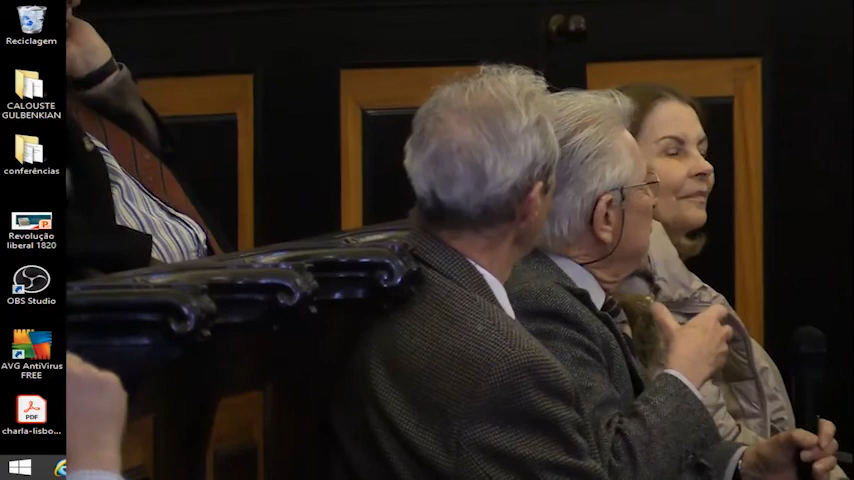 Reciclagem
CALOUSTE
GULBENKIAN
conferências
Revolução
liberal 1820
OBS Studio
AVG AntiVirus
FREE
PDF
charla-lisbo...